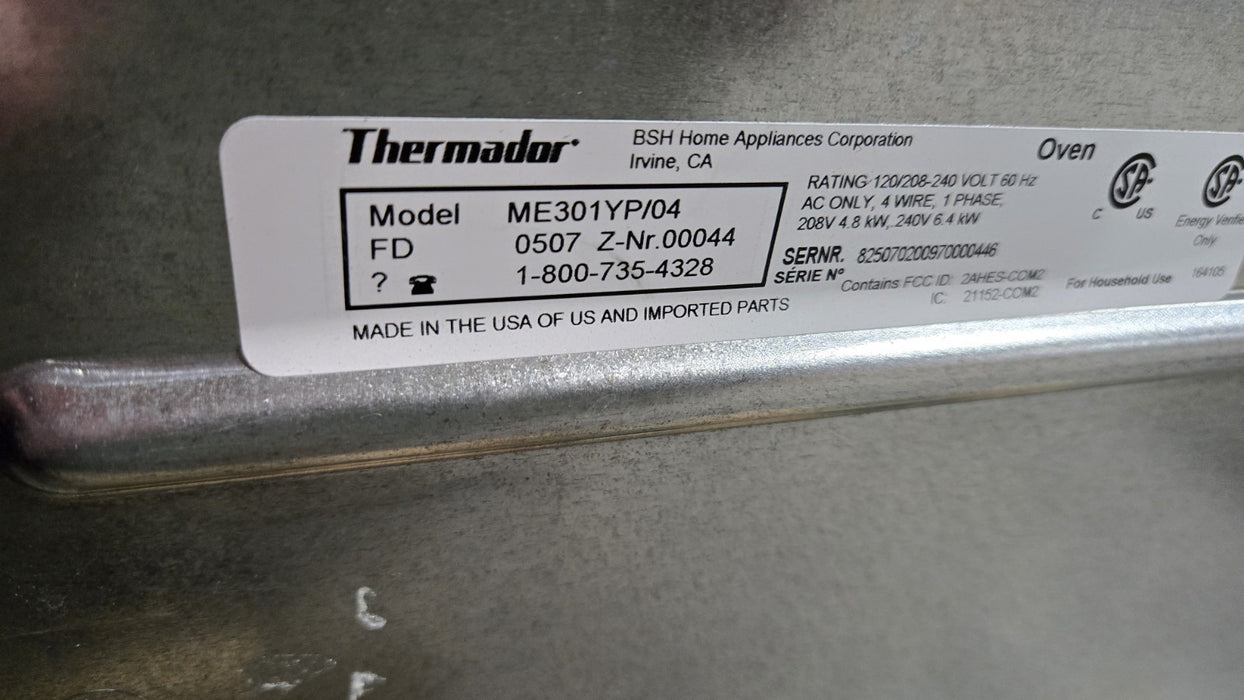 Thermador
BSH Home Appliances Corporation
Irvine, CA
Oven
Model ME301YP/04
FD 0507 Z-Nr.00044
? ☎ 1-800-735-4328
MADE IN THE USA OF US AND IMPORTED PARTS
RATING 120/208-240 VOLT 60 Hz
AC ONLY, 4 WIRE, 1 PHASE,
208V 4.8 kW, 240V 6.4 kW
SERNR. 825070200970000446
SÉRIE N°
Contains FCC ID: 2AHES-COM2
IC: 21152-COM2
For Household Use
C SA US
SA
Energy
Only
164105